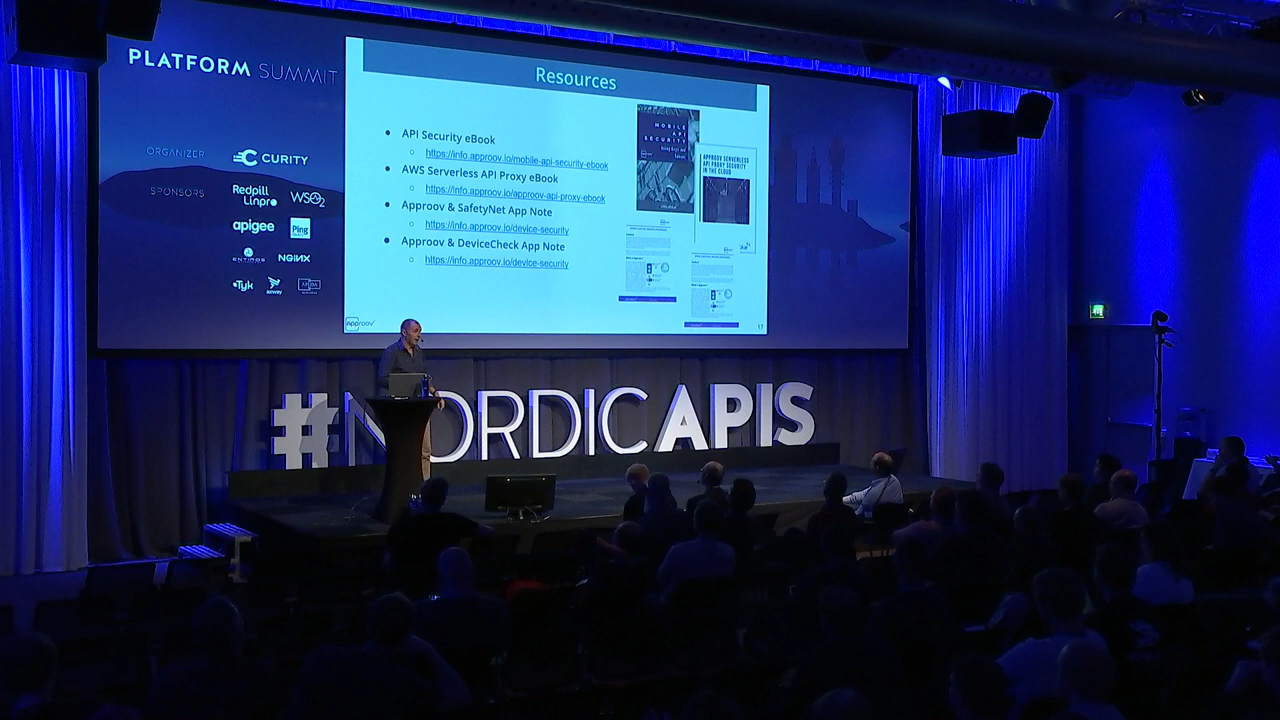 PLATFORM SUMMIT
ORGANIZER
CURITY
SPONSORS
Redpill
Linpro
WSO2
apigee
Ping
ENTIROS
NGINX
Tyk
axway
Resources
API Security eBook
https://info.approov.io/mobile-api-security-ebook
AWS Serverless API Proxy eBook
https://info.approov.io/approov-api-proxy-ebook
Approov & SafetyNet App Note
https://info.approov.io/device-security
Approov & DeviceCheck App Note
https://info.approov.io/device-security
MOBILE
API
SECURITY
APPROOV SERVERLESS
API PROXY SECURITY
IN THE CLOUD
approov
17
#NORDICAPIS